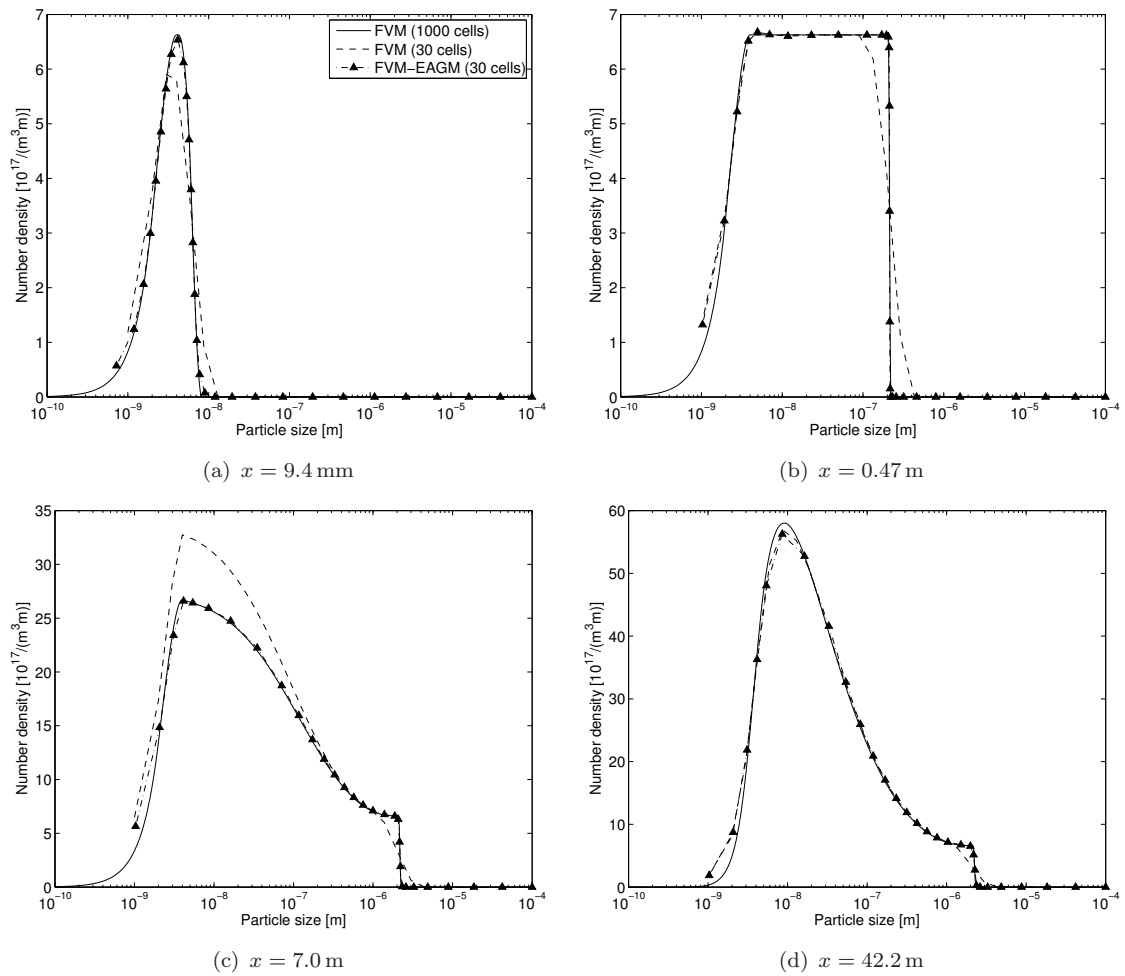 7
6
5
4
3
2
1
0
Number density [10^17/(m^3m)]
FVM (1000 cells)
FVM (30 cells)
FVM−EAGM (30 cells)
10^−10 10^−9 10^−8 10^−7 10^−6 10^−5 10^−4
Particle size [m]
(a) x = 9.4 mm
7
6
5
4
3
2
1
0
Number density [10^17/(m^3m)]
10^−10 10^−9 10^−8 10^−7 10^−6 10^−5 10^−4
Particle size [m]
(b) x = 0.47 m
35
30
25
20
15
10
5
0
Number density [10^17/(m^3m)]
10^−10 10^−9 10^−8 10^−7 10^−6 10^−5 10^−4
Particle size [m]
(c) x = 7.0 m
60
50
40
30
20
10
0
Number density [10^17/(m^3m)]
10^−10 10^−9 10^−8 10^−7 10^−6 10^−5 10^−4
Particle size [m]
(d) x = 42.2 m